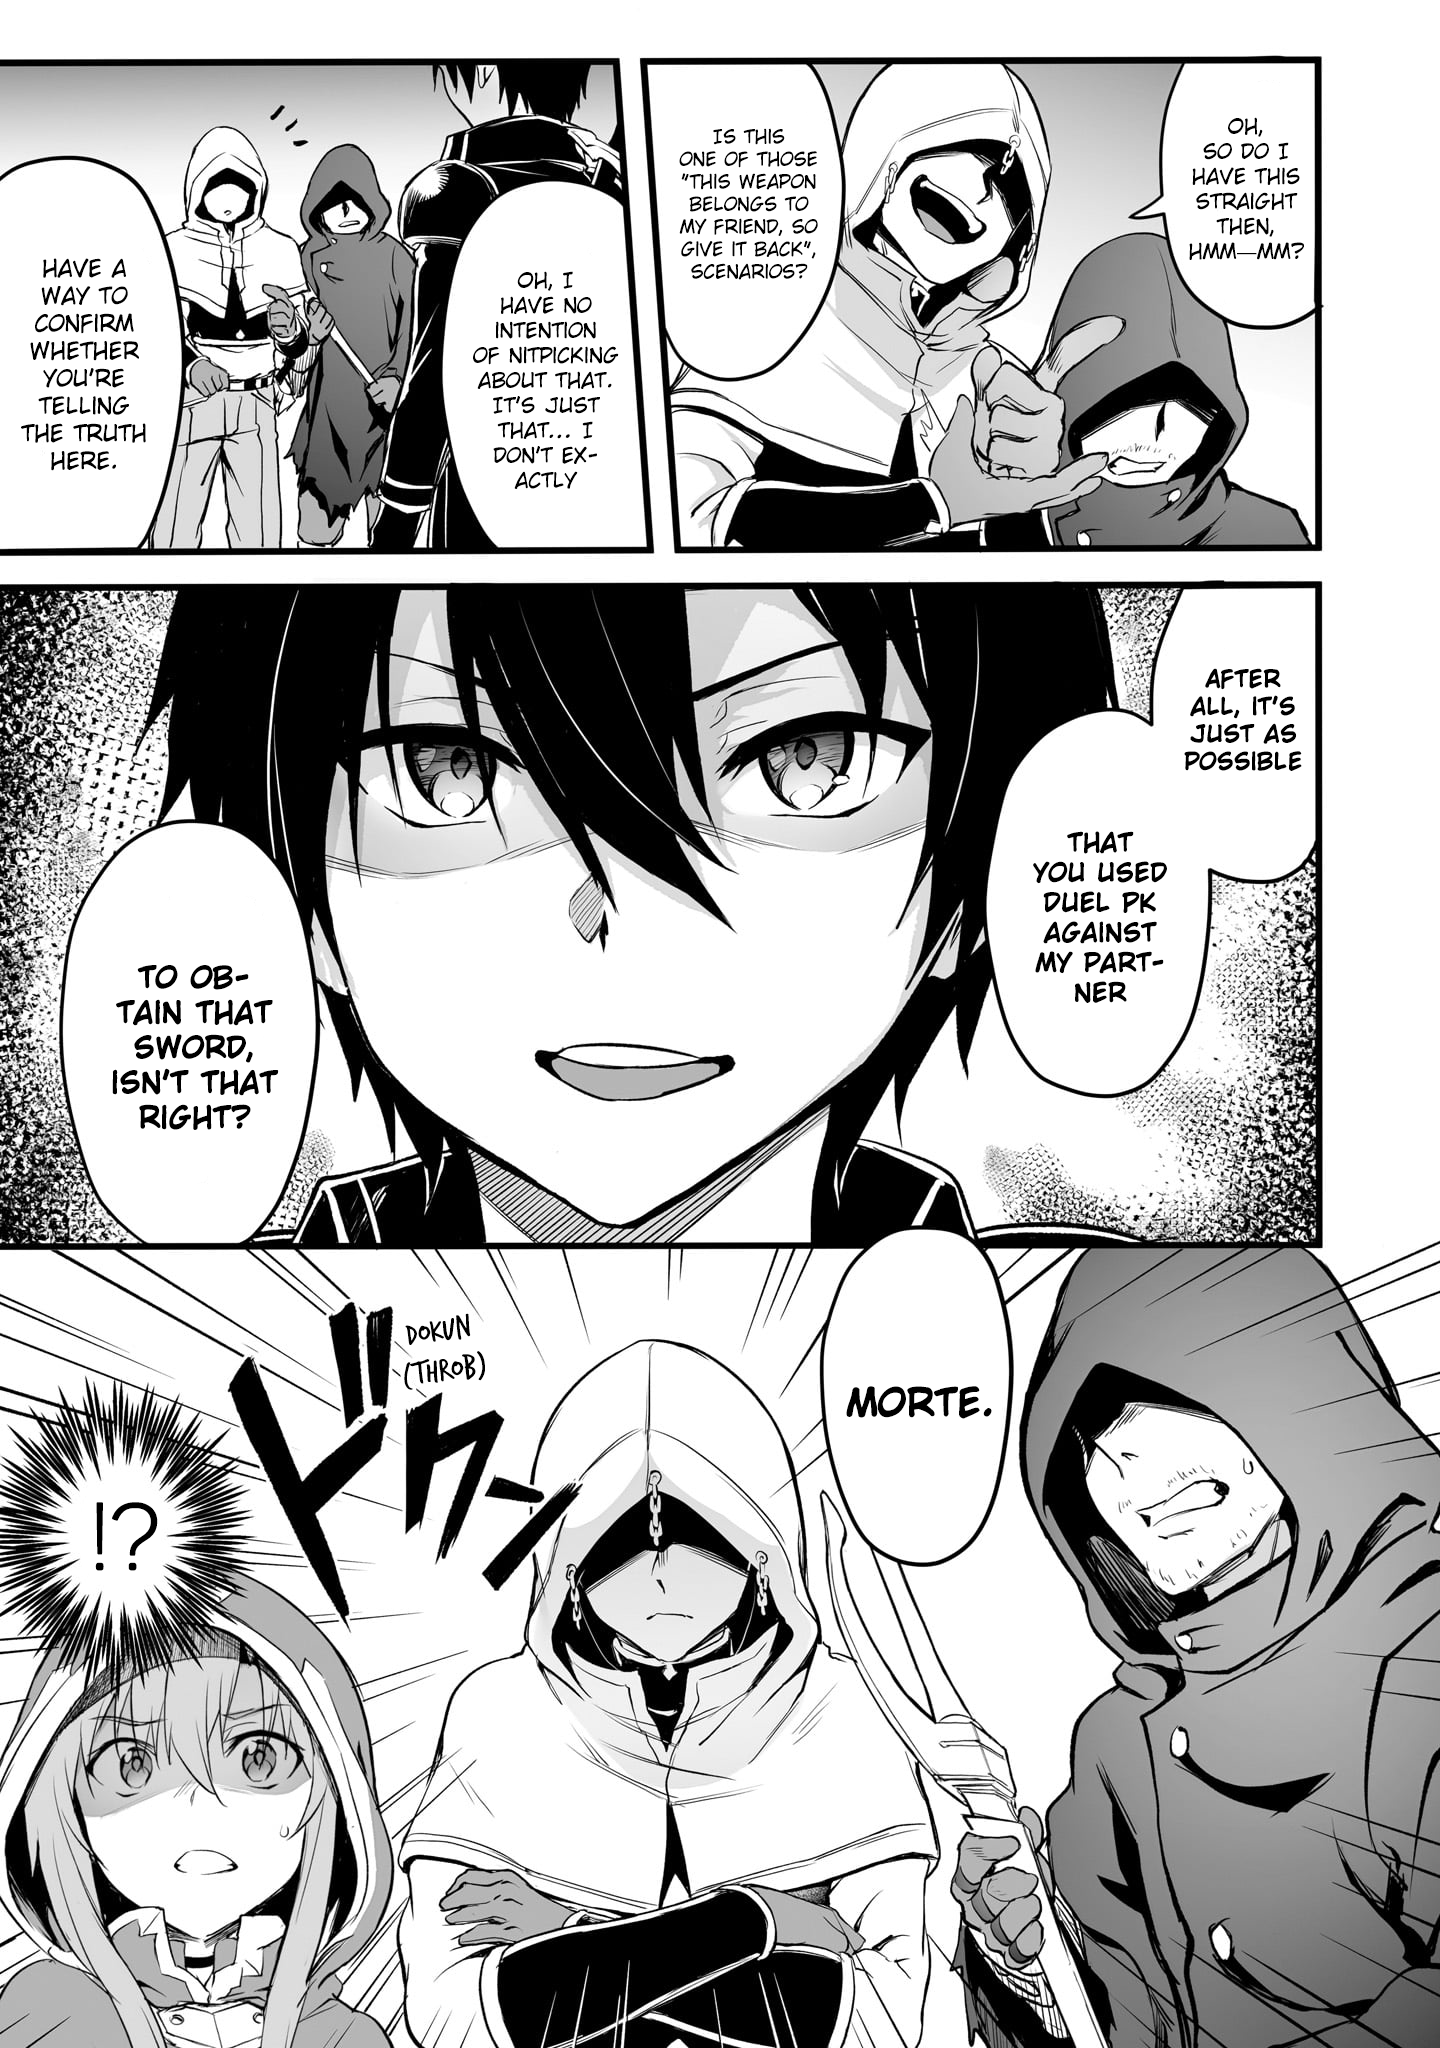 OH,
SO DO I
HAVE THIS
STRAIGHT
THEN,
HMM—MM?
IS THIS
ONE OF THOSE
"THIS WEAPON
BELONGS TO
MY FRIEND, SO
GIVE IT BACK",
SCENARIOS?
OH, I
HAVE NO
INTENTION
OF NITPICKING
ABOUT THAT.
IT'S JUST
THAT... I
DON'T EX-
ACTLY
HAVE A
WAY TO
CONFIRM
WHETHER
YOU'RE
TELLING
THE TRUTH
HERE.
AFTER
ALL, IT'S
JUST AS
POSSIBLE
THAT
YOU USED
DUEL PK
AGAINST
MY PART-
NER
TO OB-
TAIN THAT
SWORD,
ISN'T THAT
RIGHT?
MORTE.
ドクン
DOKUN
(THROB)
!?